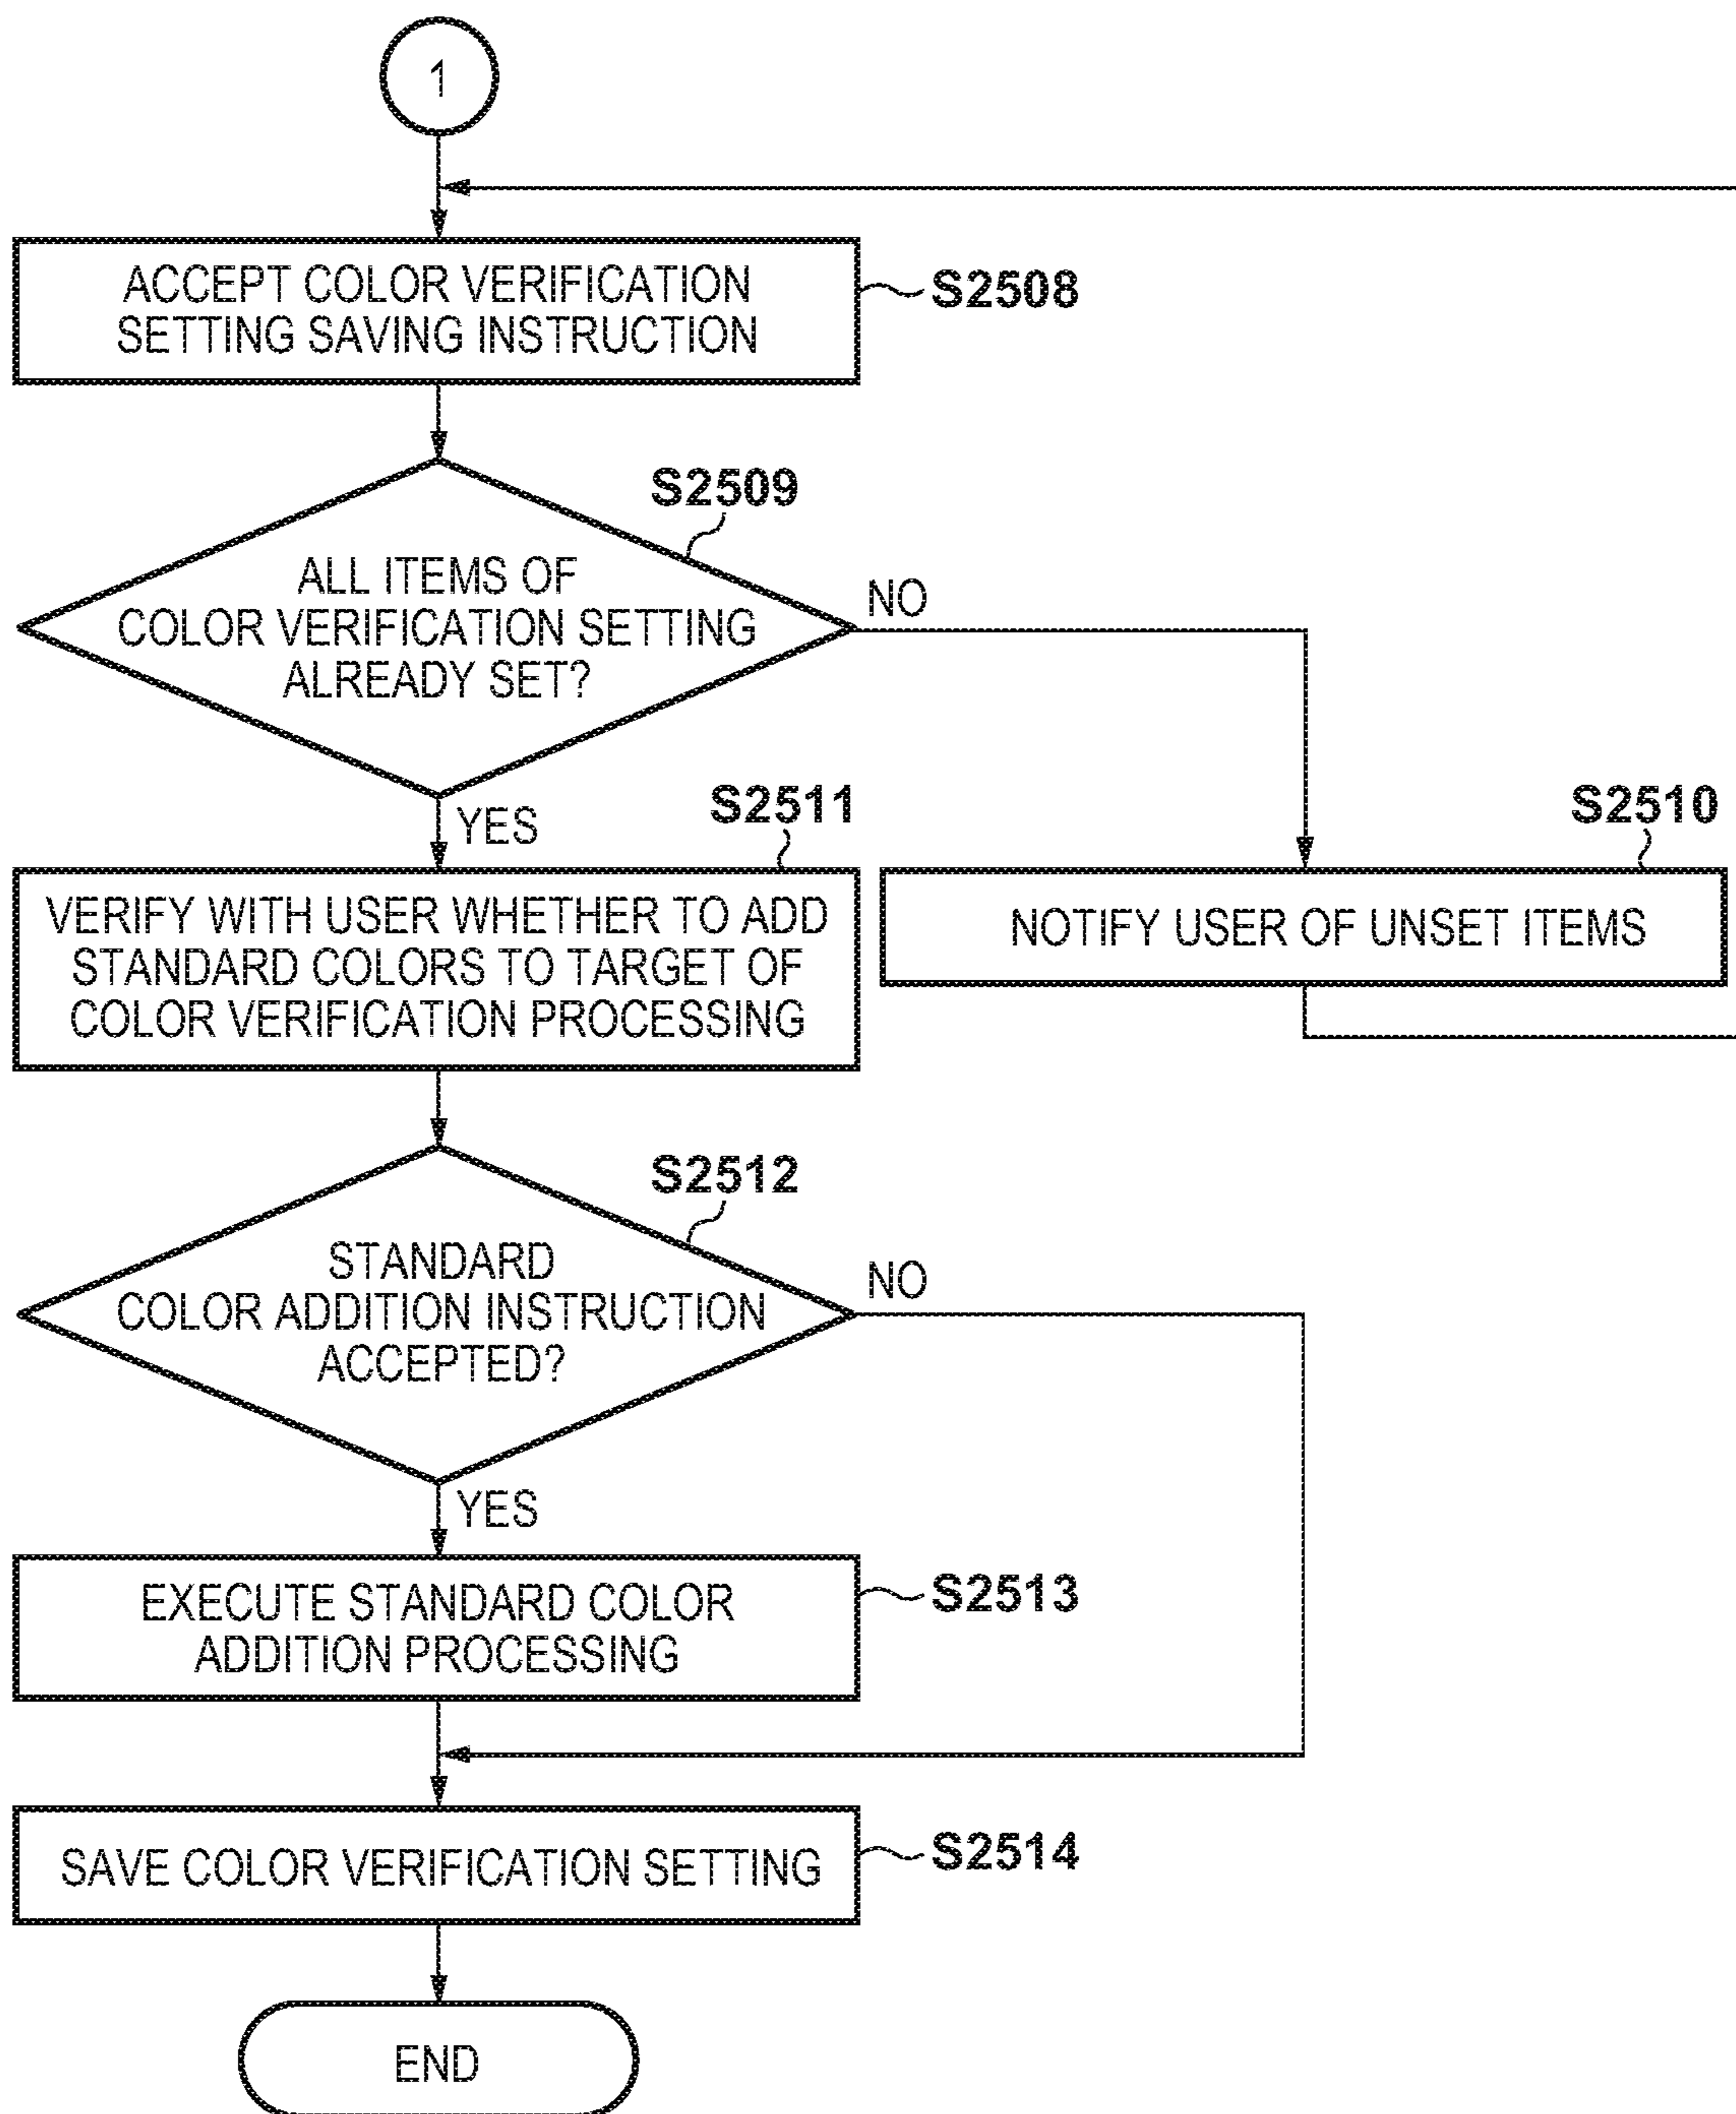 1
ACCEPT COLOR VERIFICATION
SETTING SAVING INSTRUCTION
S2508
S2509
ALL ITEMS OF
COLOR VERIFICATION SETTING
ALREADY SET?
NO
YES
S2511
S2510
VERIFY WITH USER WHETHER TO ADD
STANDARD COLORS TO TARGET OF
COLOR VERIFICATION PROCESSING
NOTIFY USER OF UNSET ITEMS
S2512
STANDARD
COLOR ADDITION INSTRUCTION
ACCEPTED?
NO
YES
EXECUTE STANDARD COLOR
ADDITION PROCESSING
S2513
SAVE COLOR VERIFICATION SETTING
S2514
END